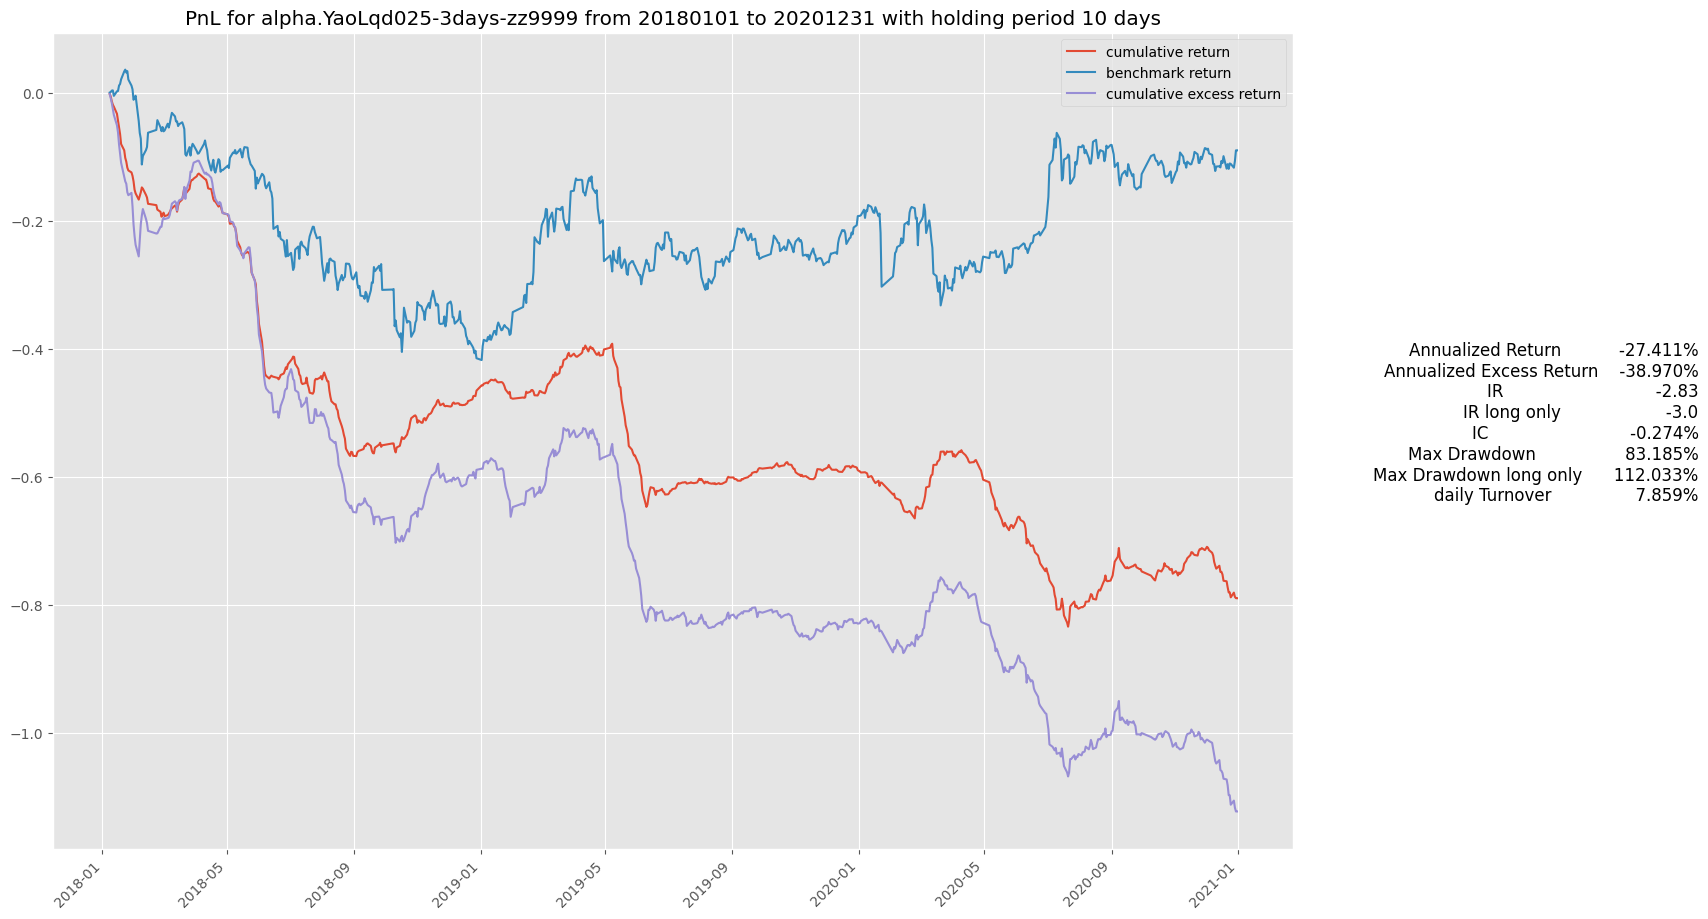 PnL for alpha.YaoLqd025-3days-zz9999 from 20180101 to 20201231 with holding period 10 days
cumulative return
benchmark return
cumulative excess return
0.0
−0.2
−0.4
−0.6
−0.8
−1.0
2018-01
2018-05
2018-09
2019-01
2019-05
2019-09
2020-01
2020-05
2020-09
2021-01
Annualized Return -27.411%
Annualized Excess Return -38.970%
IR -2.83
IR long only -3.0
IC -0.274%
Max Drawdown 83.185%
Max Drawdown long only 112.033%
daily Turnover 7.859%